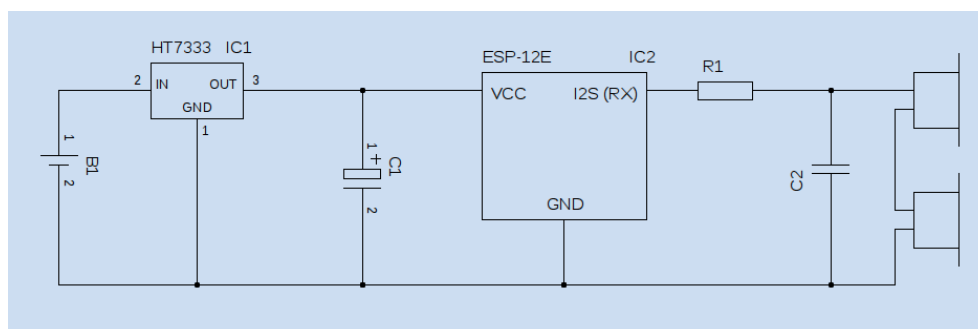 HT7333 IC1
2 IN OUT 3
GND
1
1
B1
2
1 +
C1
2
ESP-12E IC2
VCC I2S (RX)
GND
R1
C2